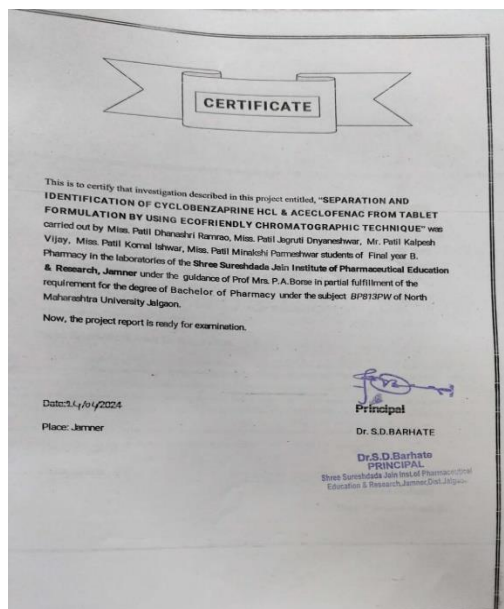 CERTIFICATE
This is to certify that investigation described in this project entitled, "SEPARATION AND
IDENTIFICATION OF CYCLOBENZAPRINE HCL & ACECLOFENAC FROM TABLET
FORMULATION BY USING ECOFRIENDLY CHROMATOGRAPHIC TECHNIQUE" was
carried out by Miss. Patil Dhanashri Ramrao, Miss. Patil Jagruti Dnyaneshwar, Mr. Patil Kalpesh
Vijay, Miss. Patil Komal Ishwar, Miss. Patil Minakshi Parmeshwar students of Final year B.
Pharmacy in the laboratories of the Shree Sureshdada Jain Institute of Pharmaceutical Education
& Research, Jamner under the guidance of Prof Mrs. P.A.Borse in partial fulfillment of the
requirement for the degree of Bachelor of Pharmacy under the subject BP813PW of North
Maharashtra University Jalgaon.
Now, the project report is ready for examination.
Date: /04/2024
Principal
Place: Jamner
Dr. S.D.BARHATE
Dr.S.D.Barhate
PRINCIPAL
Shree Sureshdada Jain Inst.of Pharmaceutical
Education & Research,Jamner,Dist.Jalgaon.